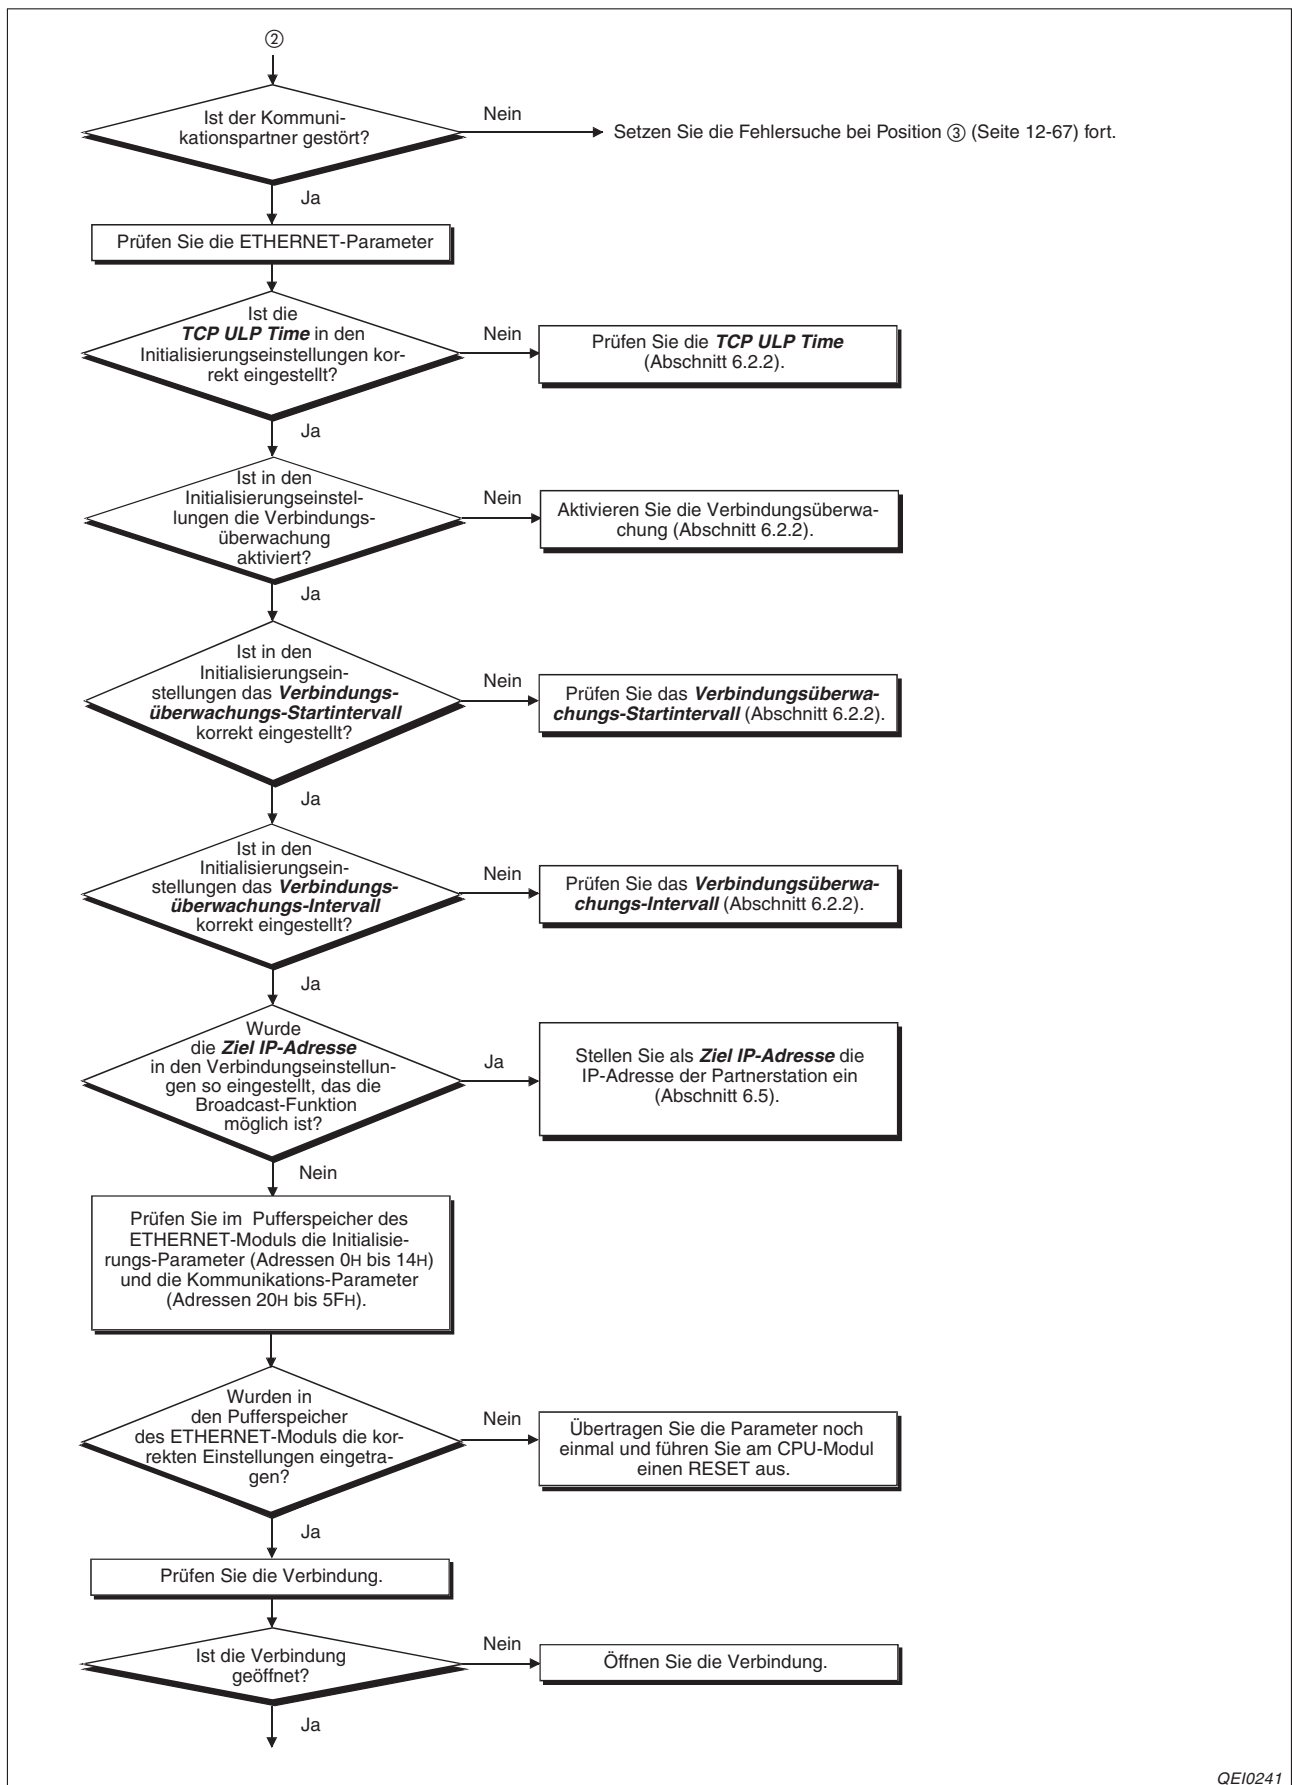 ②
Ist der Kommuni-
kationspartner gestört?
Nein
Setzen Sie die Fehlersuche bei Position ③ (Seite 12-67) fort.
Ja
Prüfen Sie die ETHERNET-Parameter
Ist die
TCP ULP Time in den
Initialisierungseinstellungen kor-
rekt eingestellt?
Nein
Prüfen Sie die TCP ULP Time
(Abschnitt 6.2.2).
Ja
Ist in den
Initialisierungseinstel-
lungen die Verbindungs-
überwachung
aktiviert?
Nein
Aktivieren Sie die Verbindungsüberwa-
chung (Abschnitt 6.2.2).
Ja
Ist in den
Initialisierungsein-
stellungen das Verbindungs-
überwachungs-Startintervall
korrekt eingestellt?
Nein
Prüfen Sie das Verbindungsüberwa-
chungs-Startintervall (Abschnitt 6.2.2).
Ja
Ist in den
Initialisierungsein-
stellungen das Verbindungs-
überwachungs-Intervall
korrekt eingestellt?
Nein
Prüfen Sie das Verbindungsüberwa-
chungs-Intervall (Abschnitt 6.2.2).
Ja
Wurde
die Ziel IP-Adresse
in den Verbindungseinstellun-
gen so eingestellt, das die
Broadcast-Funktion
möglich ist?
Ja
Stellen Sie als Ziel IP-Adresse die
IP-Adresse der Partnerstation ein
(Abschnitt 6.5).
Nein
Prüfen Sie im Pufferspeicher des
ETHERNET-Moduls die Initialisie-
rungs-Parameter (Adressen 0H bis 14H)
und die Kommunikations-Parameter
(Adressen 20H bis 5FH).
Wurden in
den Pufferspeicher
des ETHERNET-Moduls die kor-
rekten Einstellungen eingetra-
gen?
Nein
Übertragen Sie die Parameter noch
einmal und führen Sie am CPU-Modul
einen RESET aus.
Ja
Prüfen Sie die Verbindung.
Ist die Verbindung
geöffnet?
Nein
Öffnen Sie die Verbindung.
Ja
QEI0241